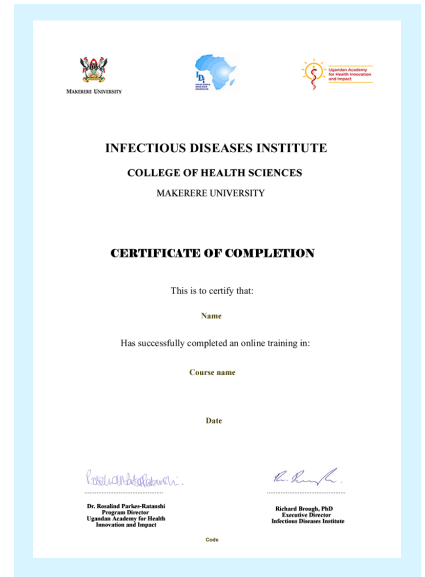 MAKERERE UNIVERSITY
Ugandan Academy
for Health Innovation
and Impact
INFECTIOUS DISEASES INSTITUTE
COLLEGE OF HEALTH SCIENCES
MAKERERE UNIVERSITY
CERTIFICATE OF COMPLETION
This is to certify that:
Name
Has successfully completed an online training in:
Course name
Date
Dr. Rosalind Parkes-Ratanshi
Program Director
Ugandan Academy for Health
Innovation and Impact
Richard Brough, PhD
Executive Director
Infectious Diseases Institute
Code